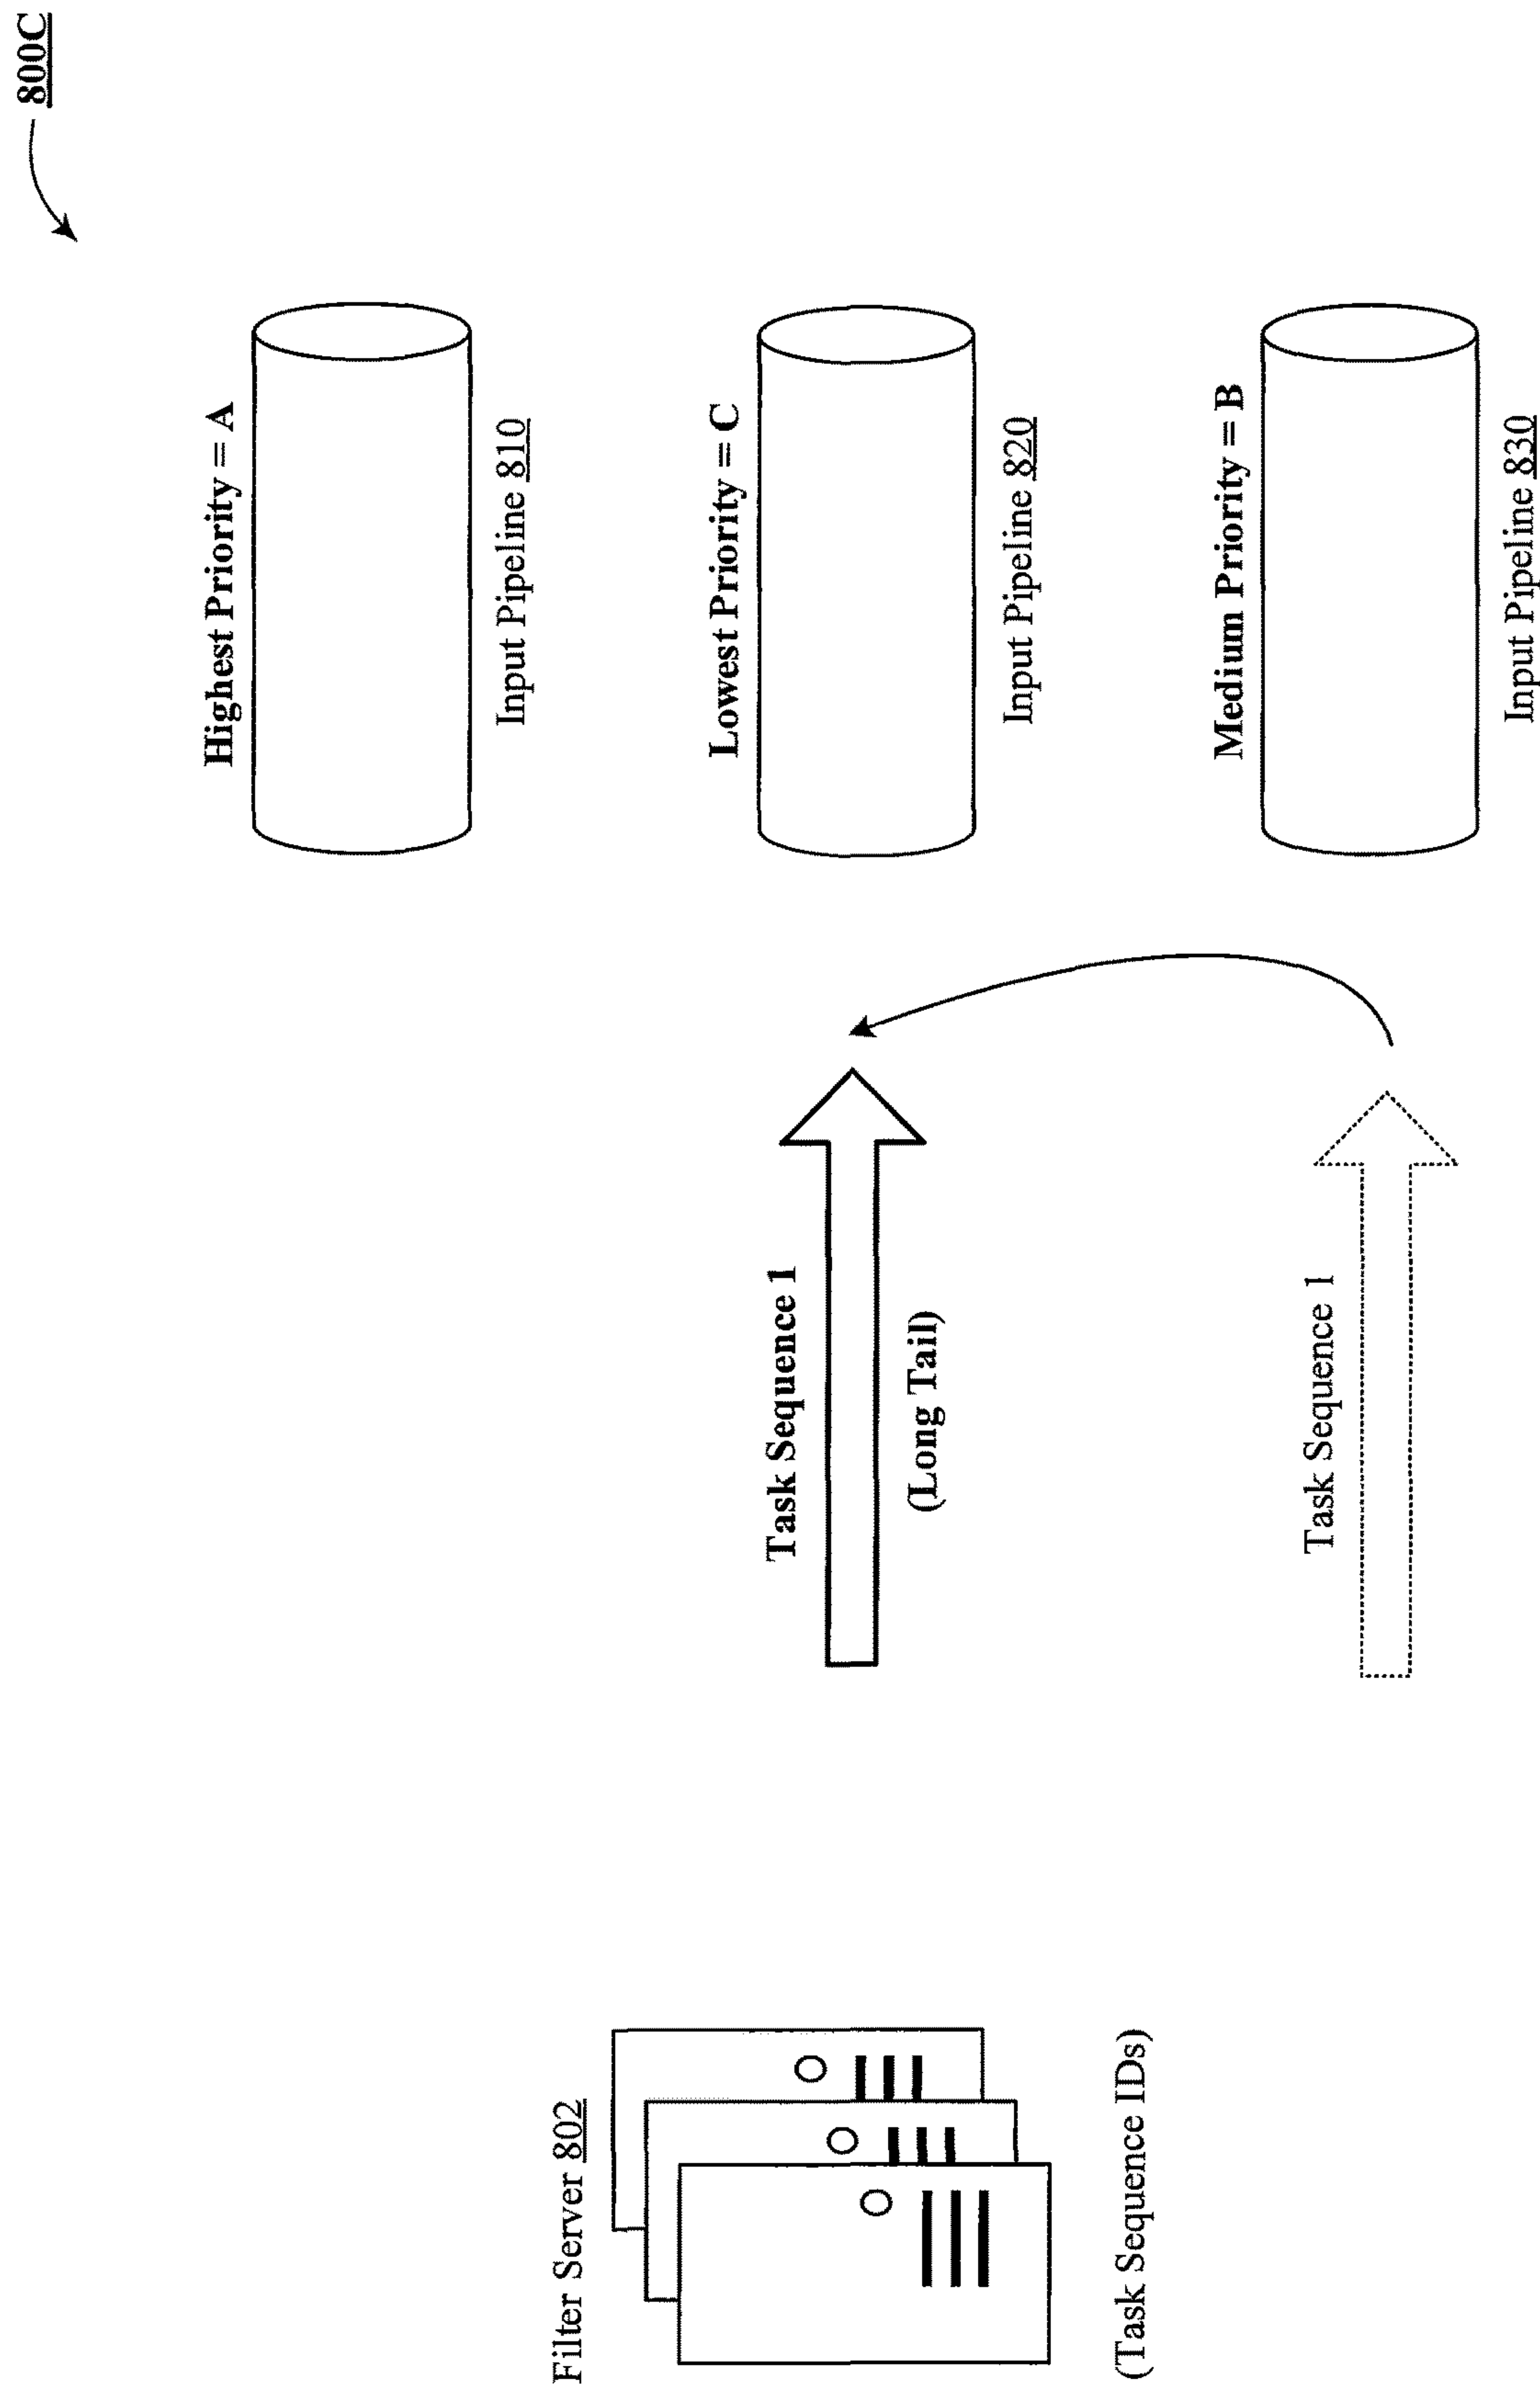 800C
Filter Server 802
(Task Sequence IDs)
Task Sequence 1
(Long Tail)
Task Sequence 1
Highest Priority = A
Input Pipeline 810
Lowest Priority = C
Input Pipeline 820
Medium Priority = B
Input Pipeline 830